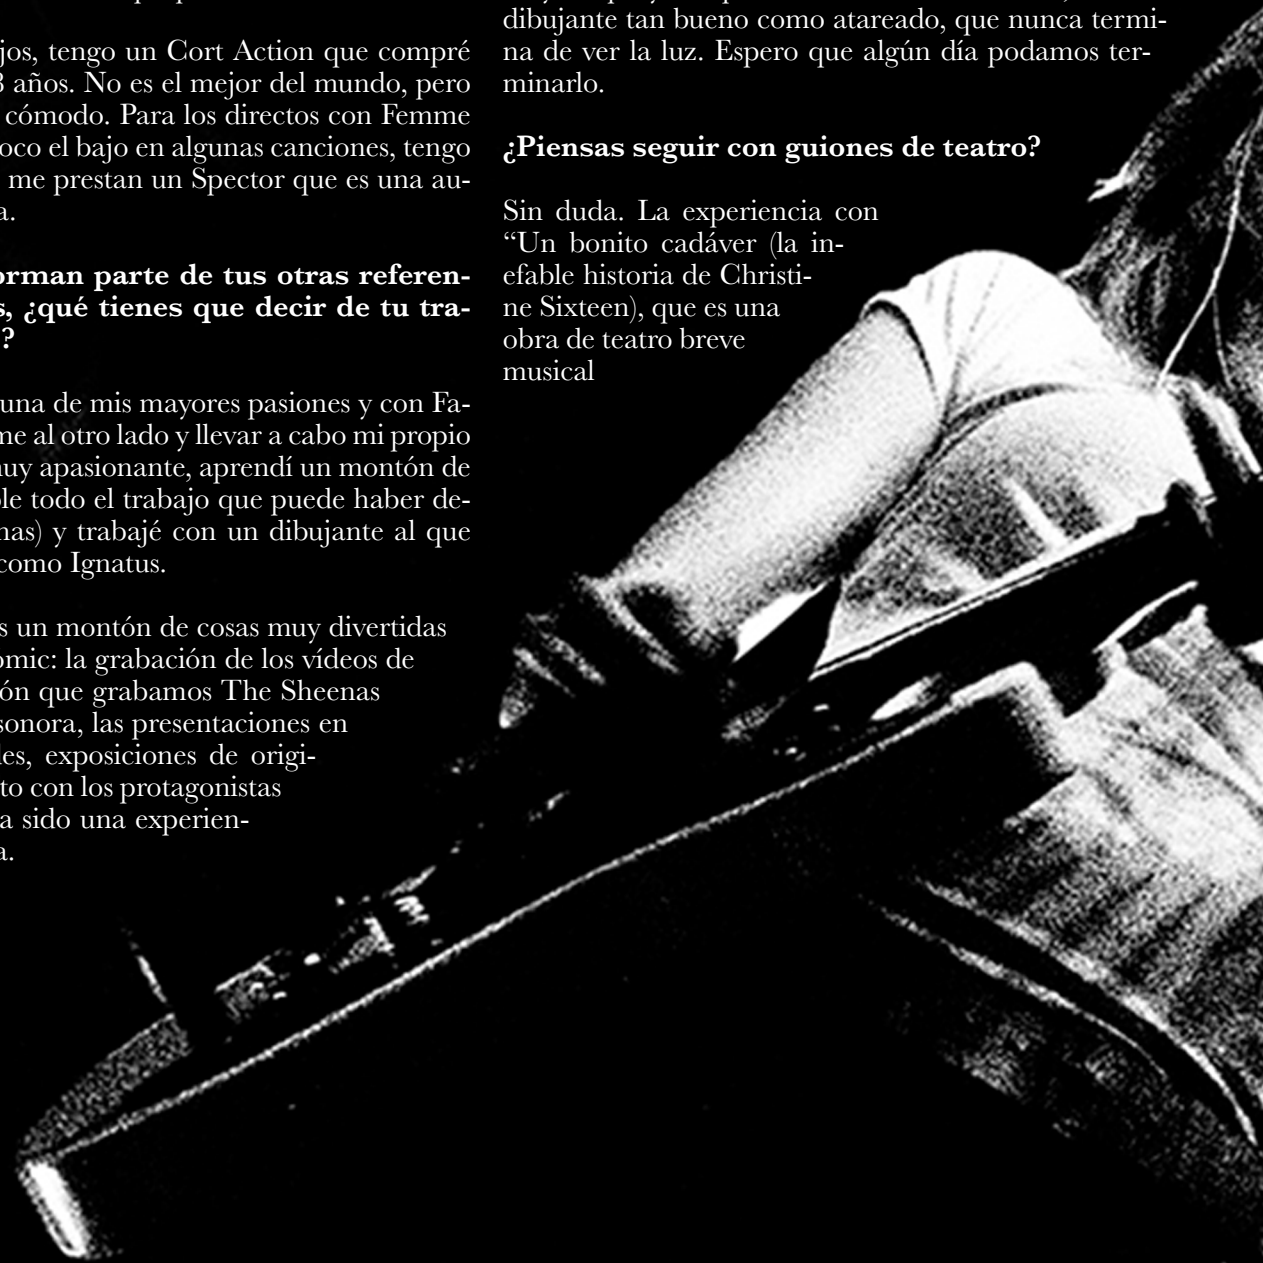 jos, tengo un Cort Action que compré
años. No es el mejor del mundo, pero
cómodo. Para los directos con Femme
oco el bajo en algunas canciones, tengo
me prestan un Spector que es una au-
a.
orman parte de tus otras referen-
s, ¿qué tienes que decir de tu tra-
?
una de mis mayores pasiones y con Fa-
me al otro lado y llevar a cabo mi propio
muy apasionante, aprendí un montón de
ble todo el trabajo que puede haber de-
nas) y trabajé con un dibujante al que
como Ignatus.
s un montón de cosas muy divertidas
omic: la grabación de los vídeos de
ón que grabamos The Sheenas
sonora, las presentaciones en
les, exposiciones de origi-
to con los protagonistas
a sido una experien-
a.
dibujante tan bueno como atareado, que nunca termi-
na de ver la luz. Espero que algún día podamos ter-
minarlo.
¿Piensas seguir con guiones de teatro?
Sin duda. La experiencia con
“Un bonito cadáver (la in-
efable historia de Christi-
ne Sixteen), que es una
obra de teatro breve
musical